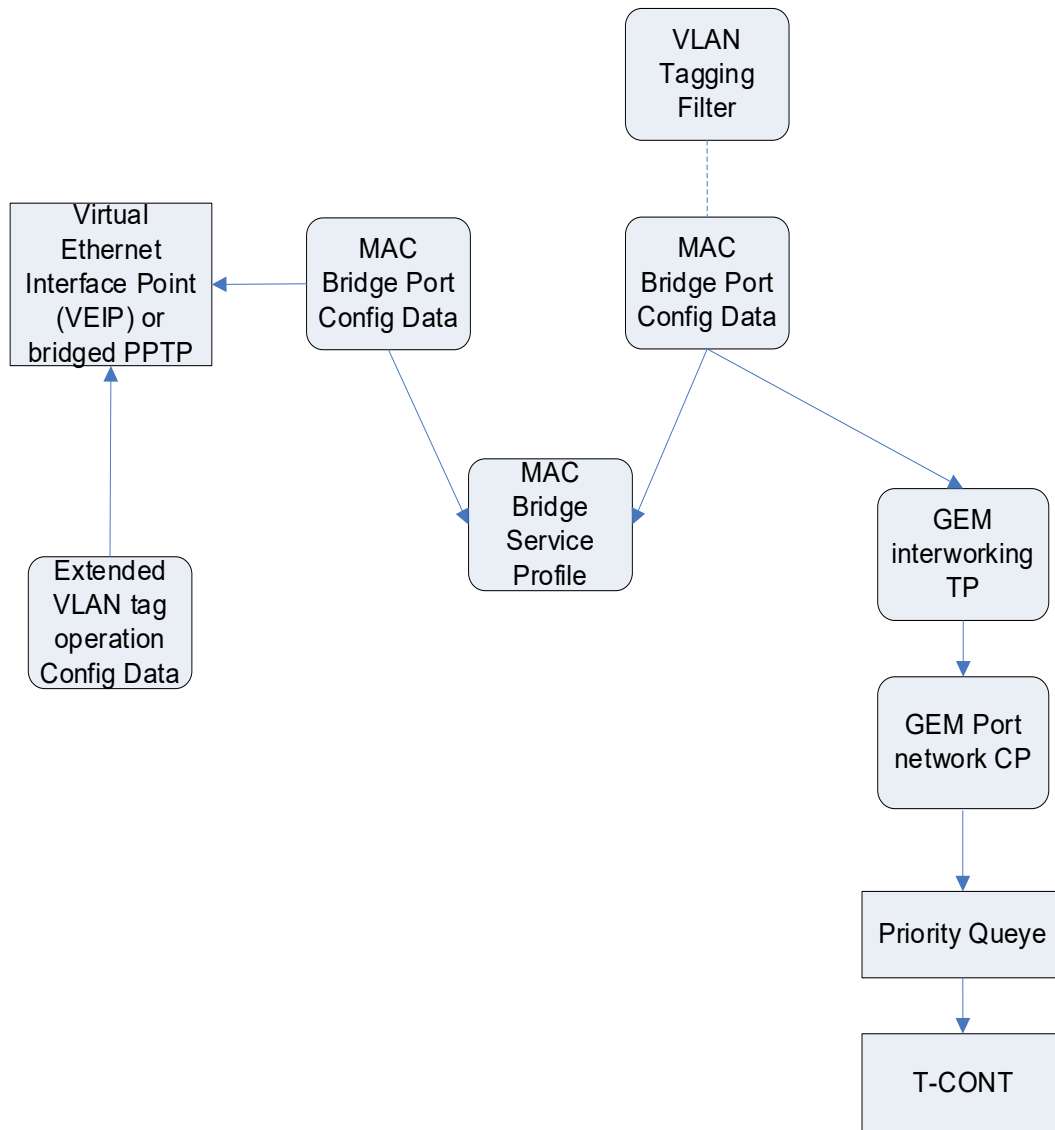 VLAN
Tagging
Filter
Virtual
Ethernet
Interface Point
(VEIP) or
bridged PPTP
MAC
Bridge Port
Config Data
MAC
Bridge Port
Config Data
MAC
Bridge
Service
Profile
GEM
interworking
TP
Extended
VLAN tag
operation
Config Data
GEM Port
network CP
Priority Queye
T-CONT